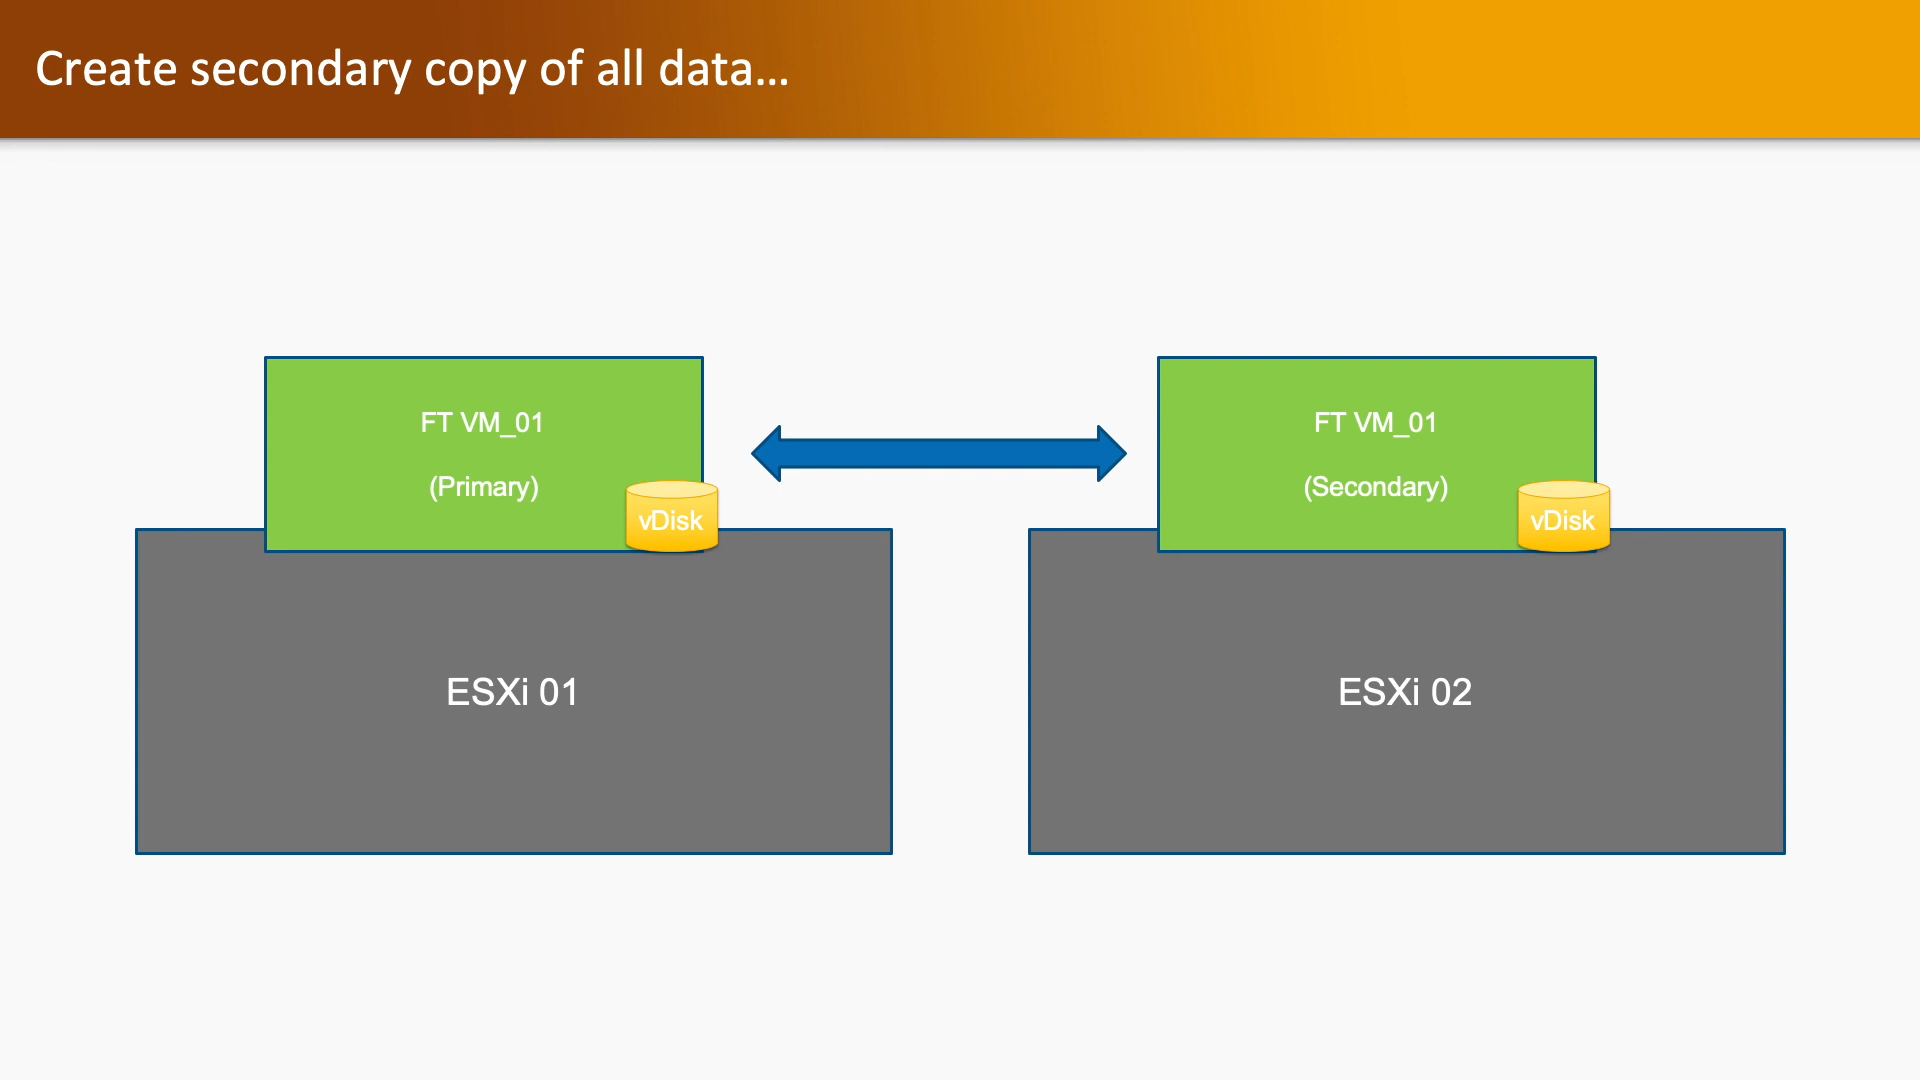 Create secondary copy of all data...
FT VM_01
(Primary)
vDisk
ESXi 01
FT VM_01
(Secondary)
vDisk
ESXi 02